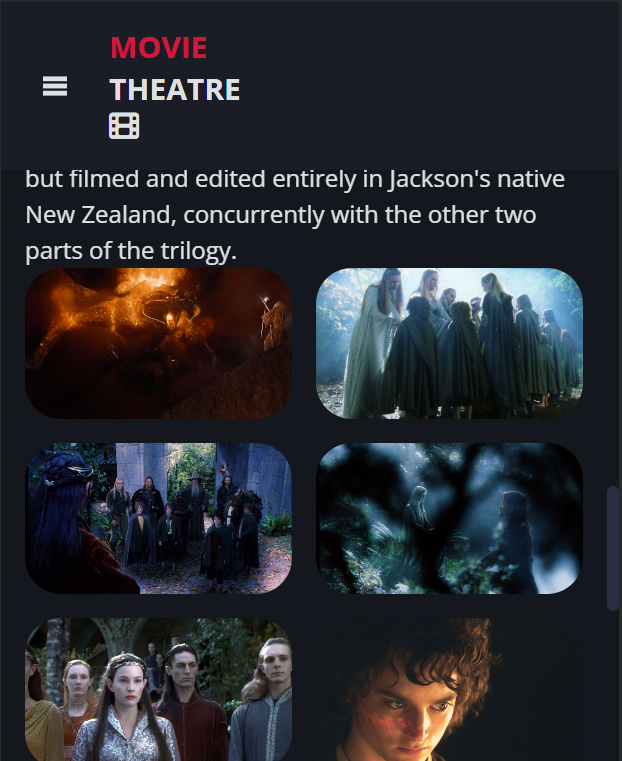 MOVIE
THEATRE
but filmed and edited entirely in Jackson's native
New Zealand, concurrently with the other two
parts of the trilogy.